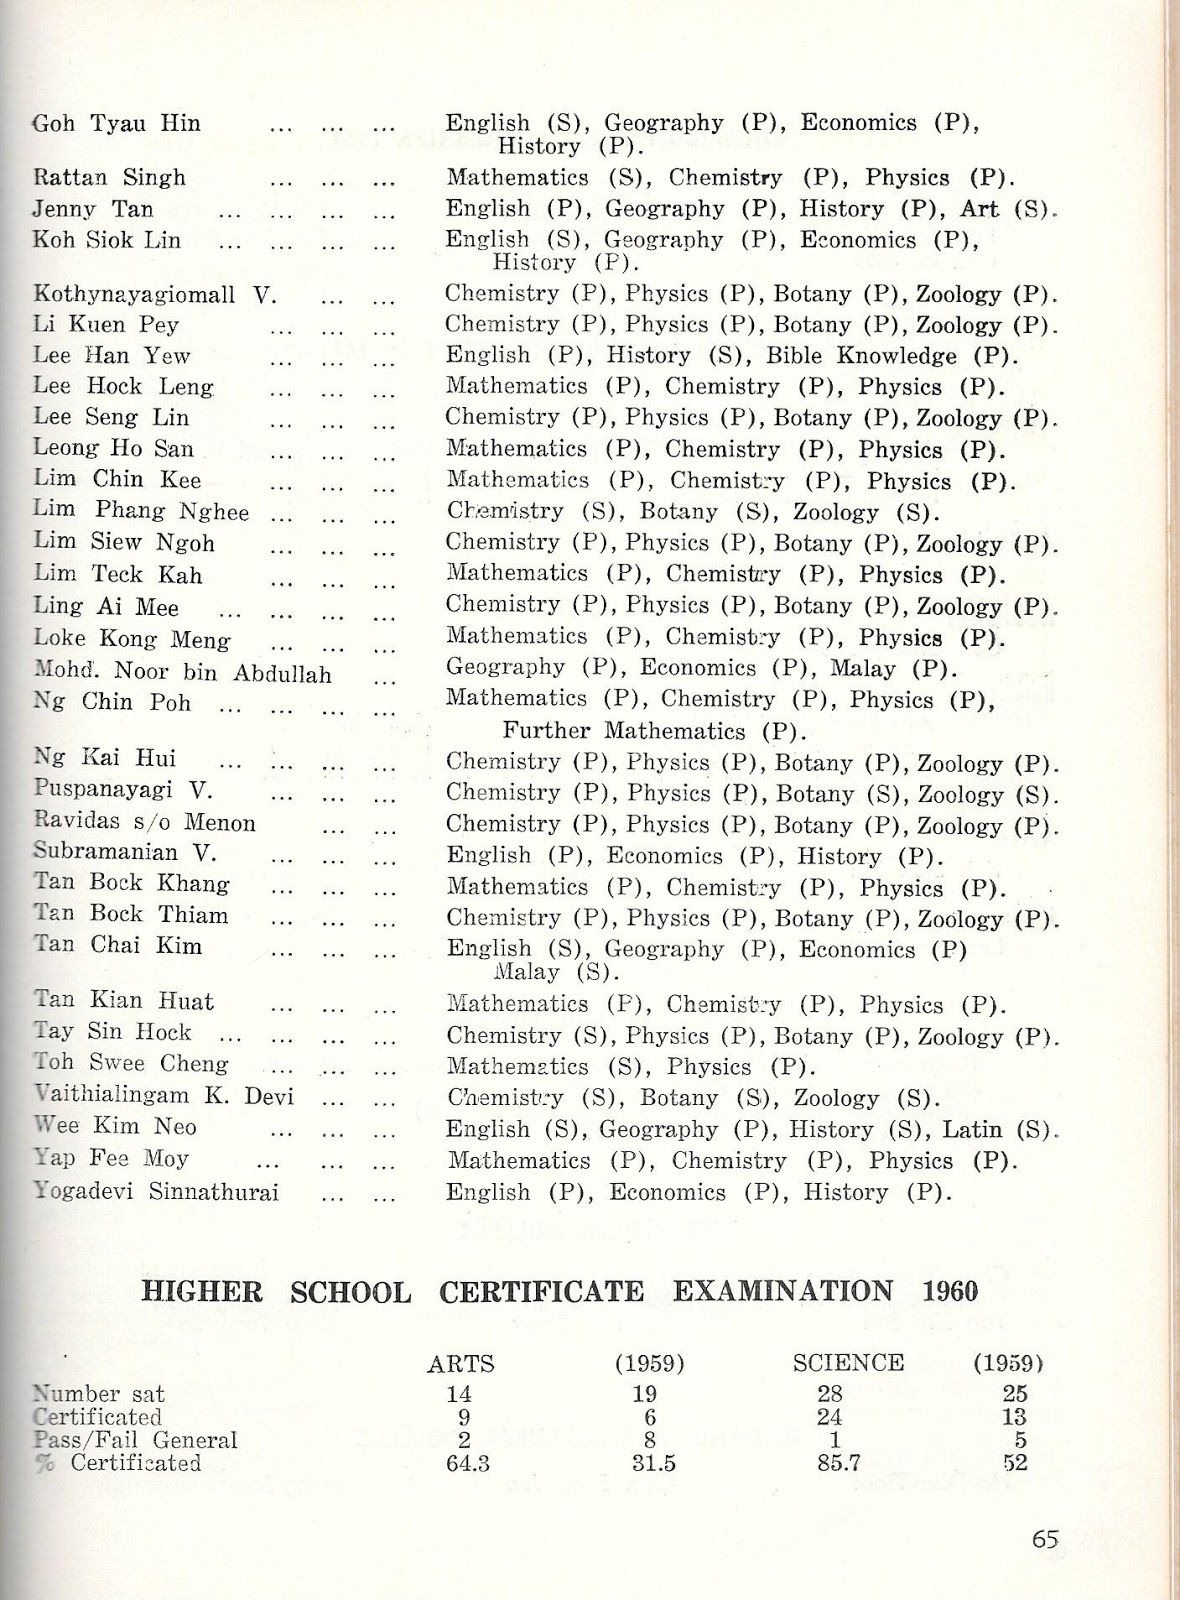 Goh Tyau Hin ... ... ... English (S), Geography (P), Economics (P),
History (P).
Rattan Singh ... ... ... Mathematics (S), Chemistry (P), Physics (P).
Jenny Tan ... ... ... ... English (P), Geography (P), History (P), Art (S).
Koh Siok Lin ... ... ... ... English (S), Geography (P), Economics (P),
History (P).
Kothynayagiomall V. ... ... Chemistry (P), Physics (P), Botany (P), Zoology (P).
Li Kuen Pey ... ... ... Chemistry (P), Physics (P), Botany (P), Zoology (P).
Lee Han Yew ... ... ... English (P), History (S), Bible Knowledge (P).
Lee Hock Leng ... ... ... Mathematics (P), Chemistry (P), Physics (P).
Lee Seng Lin ... ... ... Chemistry (P), Physics (P), Botany (P), Zoology (P).
Leong Ho San ... ... ... Mathematics (P), Chemistry (P), Physics (P).
Lim Chin Kee ... ... ... Mathematics (P), Chemistry (P), Physics (P).
Lim Phang Nghee ... ... ... Chemistry (S), Botany (S), Zoology (S).
Lim Siew Ngoh ... ... ... Chemistry (P), Physics (P), Botany (P), Zoology (P).
Lim Teck Kah ... ... ... Mathematics (P), Chemistry (P), Physics (P).
Ling Ai Mee ... ... ... ... Chemistry (P), Physics (P), Botany (P), Zoology (P).
Loke Kong Meng ... ... ... Mathematics (P), Chemistry (P), Physics (P).
Mohd. Noor bin Abdullah ... Geography (P), Economics (P), Malay (P).
Ng Chin Poh ... ... ... ... Mathematics (P), Chemistry (P), Physics (P),
Further Mathematics (P).
Ng Kai Hui ... ... ... ... Chemistry (P), Physics (P), Botany (P), Zoology (P).
Puspanayagi V. ... ... ... Chemistry (P), Physics (P), Botany (S), Zoology (S).
Ravidas s/o Menon ... ... Chemistry (P), Physics (P), Botany (P), Zoology (P).
Subramanian V. ... ... ... English (P), Economics (P), History (P).
Tan Bock Khang ... ... ... Mathematics (P), Chemistry (P), Physics (P).
Tan Bock Thiam ... ... ... Chemistry (P), Physics (P), Botany (P), Zoology (P).
Tan Chai Kim ... ... ... English (S), Geography (P), Economics (P)
Malay (S).
Tan Kian Huat ... ... ... Mathematics (P), Chemistry (P), Physics (P).
Tay Sin Hock ... ... ... ... Chemistry (S), Physics (P), Botany (P), Zoology (P).
Toh Swee Cheng ... ... ... Mathematics (S), Physics (P).
Vaithialingam K. Devi ... ... Chemistry (S), Botany (S), Zoology (S).
Wee Kim Neo ... ... ... English (S), Geography (P), History (S), Latin (S).
Yap Fee Moy ... ... ... Mathematics (P), Chemistry (P), Physics (P).
Yogadevi Sinnathurai ... ... English (P), Economics (P), History (P).
HIGHER SCHOOL CERTIFICATE EXAMINATION 1960
ARTS (1959) SCIENCE (1959)
Number sat 14 19 28 25
Certificated 9 6 24 13
Pass/Fail General 2 8 1 5
% Certificated 64.3 31.5 85.7 52
65